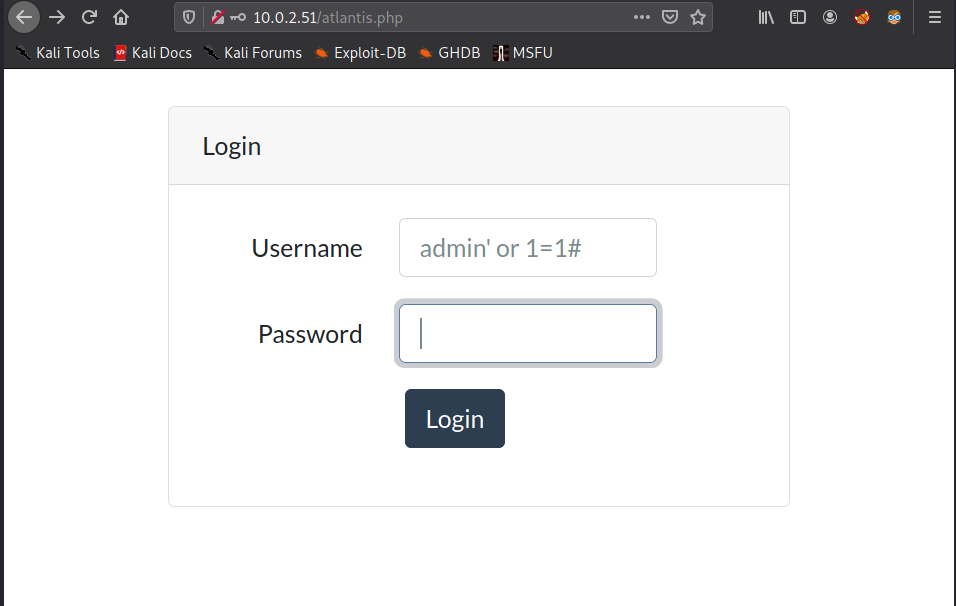 10.0.2.51/atlantis.php
Kali Tools Kali Docs Kali Forums Exploit-DB GHDB MSFU
Login
Username admin' or 1=1#
Password
Login